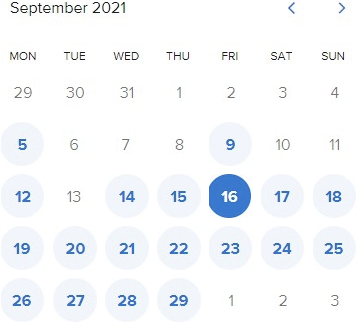 September 2021
MON TUE WED THU FRI SAT SUN
29 30 31 1 2 3 4
5 6 7 8 9 10 11
12 13 14 15 16 17 18
19 20 21 22 23 24 25
26 27 28 29 1 2 3